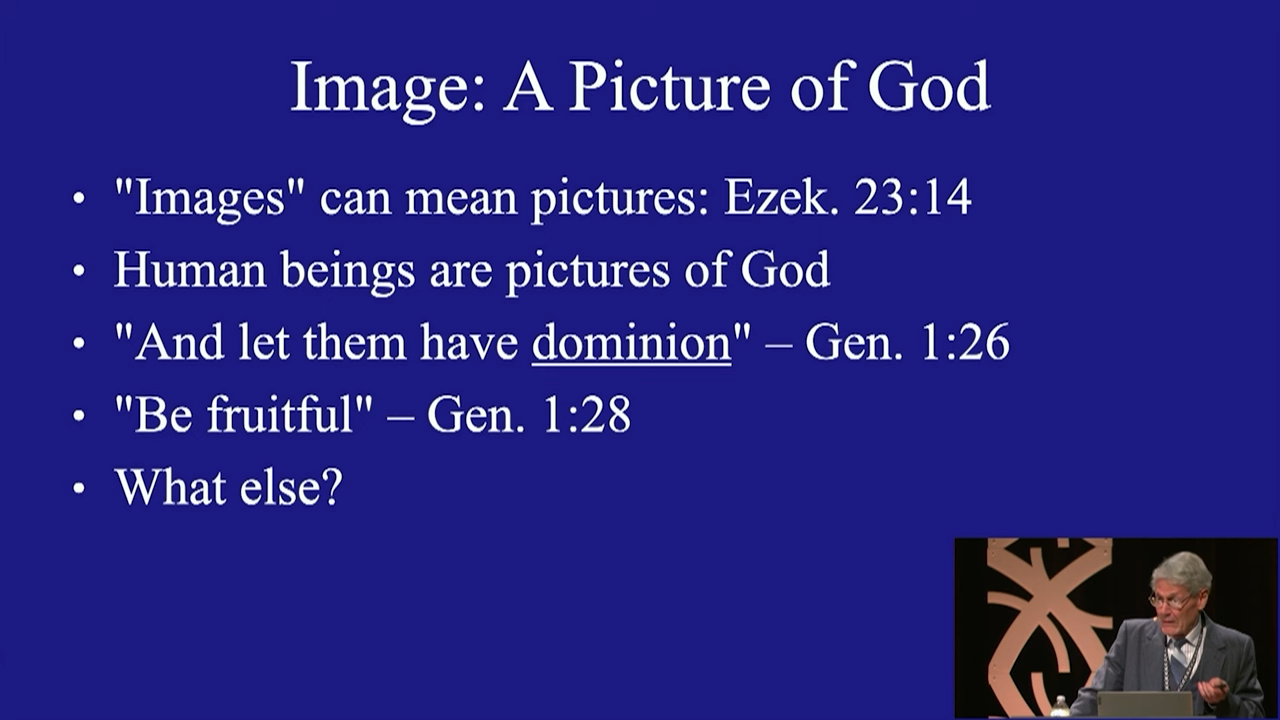 Image: A Picture of God
• "Images" can mean pictures: Ezek. 23:14
• Human beings are pictures of God
• "And let them have dominion" – Gen. 1:26
• "Be fruitful" – Gen. 1:28
• What else?